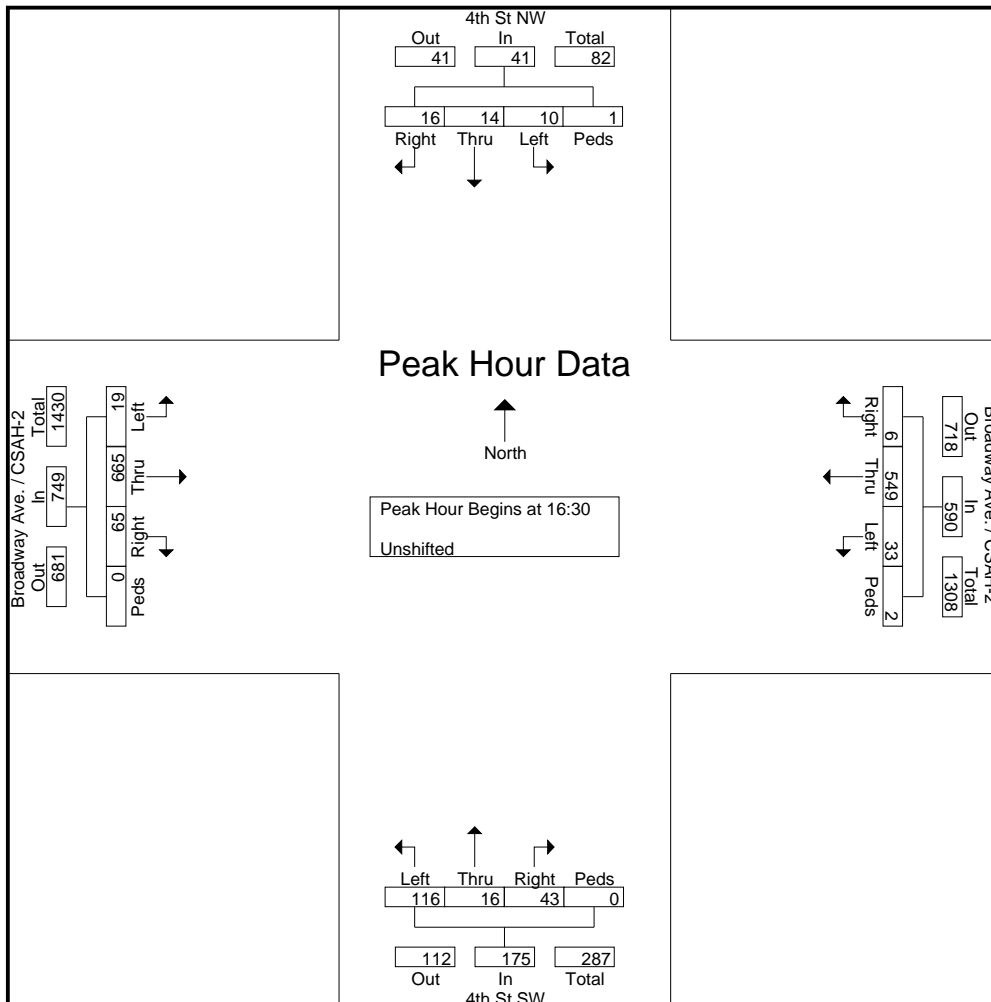 4th St NW
Out In Total
41 41 82
16 14 10 1
Right Thru Left Peds
Peak Hour Data
North
Peak Hour Begins at 16:30
Unshifted
Broadway Ave. / CSAH-2
Out In Total
681 749 1430
0 65 665 19
Peds Right Thru Left
Broadway Ave. / CSAH-2
Out In Total
718 590 1308
6 549 33 2
Right Thru Left Peds
Left Thru Right Peds
116 16 43 0
112 175 287
Out In Total
4th St SW